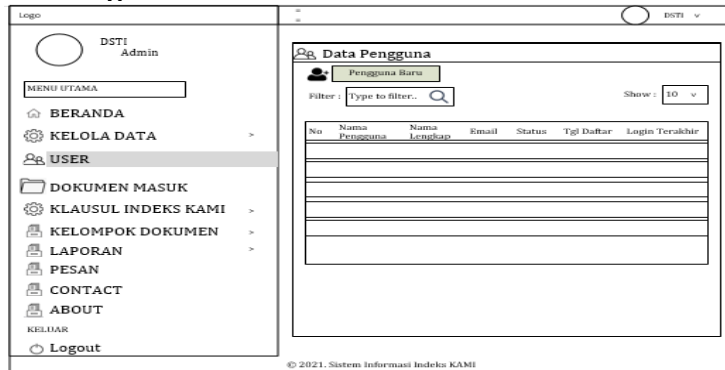 Logo
DSTI
DSTI
Admin
MENU UTAMA
BERANDA
KELOLA DATA
USER
DOKUMEN MASUK
KLAUSUL INDEKS KAMI
KELOMPOK DOKUMEN
LAPORAN
PESAN
CONTACT
ABOUT
KELUAR
Logout
Data Pengguna
Pengguna Baru
Filter : Type to filter.. Show : 10
No Nama Pengguna Nama Lengkap Email Status Tgl Daftar Login Terakhir
© 2021. Sistem Informasi Indeks KAMI